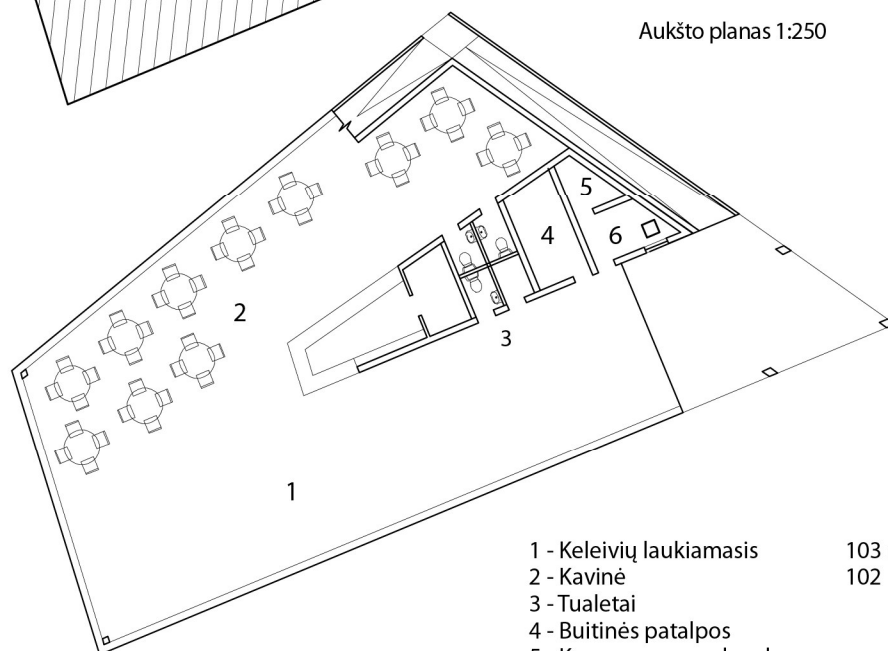 Aukšto planas 1:250
5
4
6
2
3
1
1 - Keleivių laukiamasis 103
2 - Kavinė 102
3 - Tualetai
4 - Buitinės patalpos